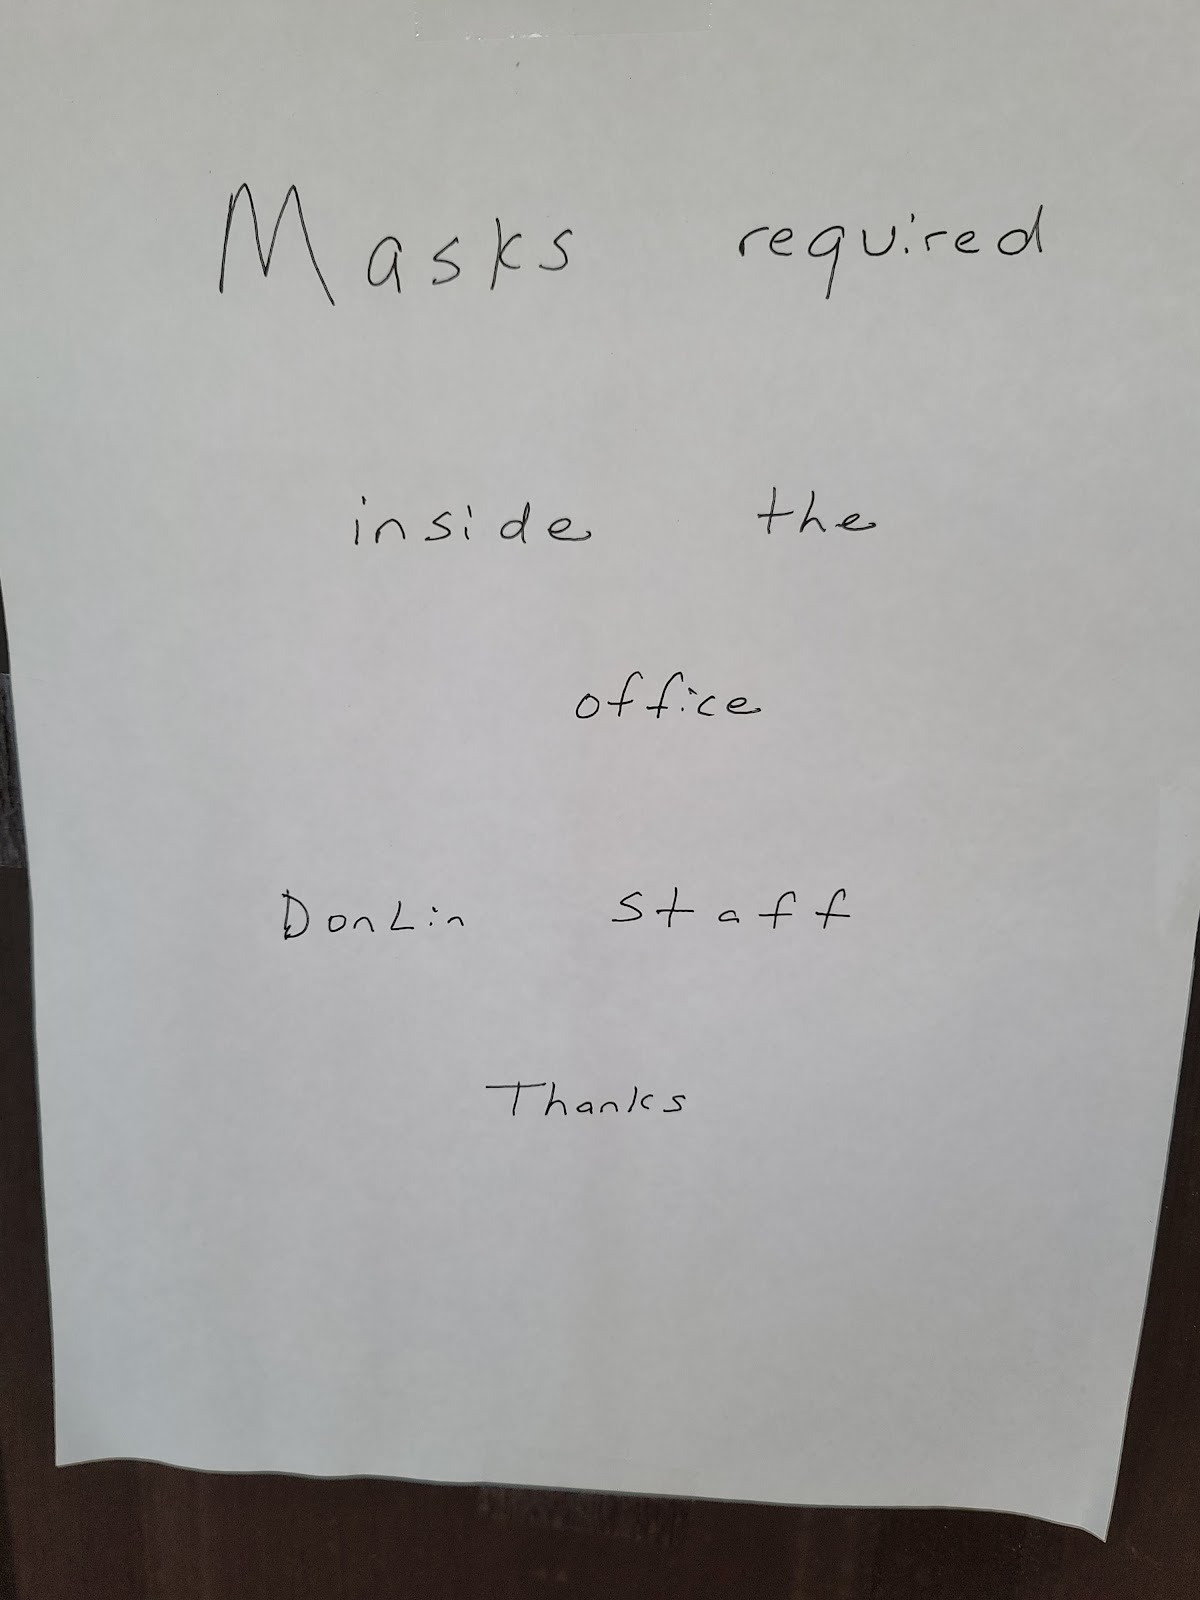 Masks required
inside the
office
DonLin staff
Thanks